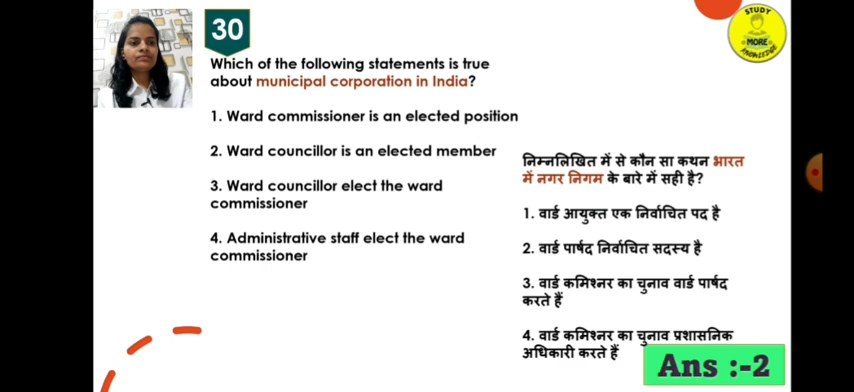 30
STUDY
MORE
KNOWLEDGE
Which of the following statements is true
about municipal corporation in India?
1. Ward commissioner is an elected position
2. Ward councillor is an elected member
3. Ward councillor elect the ward
commissioner
4. Administrative staff elect the ward
commissioner
निम्नलिखित में से कौन सा कथन भारत
में नगर निगम के बारे में सही है?
1. वार्ड आयुक्त एक निर्वाचित पद है
2. वार्ड पार्षद निर्वाचित सदस्य है
3. वार्ड कमिश्नर का चुनाव वार्ड पार्षद
करते हैं
4. वार्ड कमिश्नर का चुनाव प्रशासनिक
अधिकारी करते हैं
Ans :-2